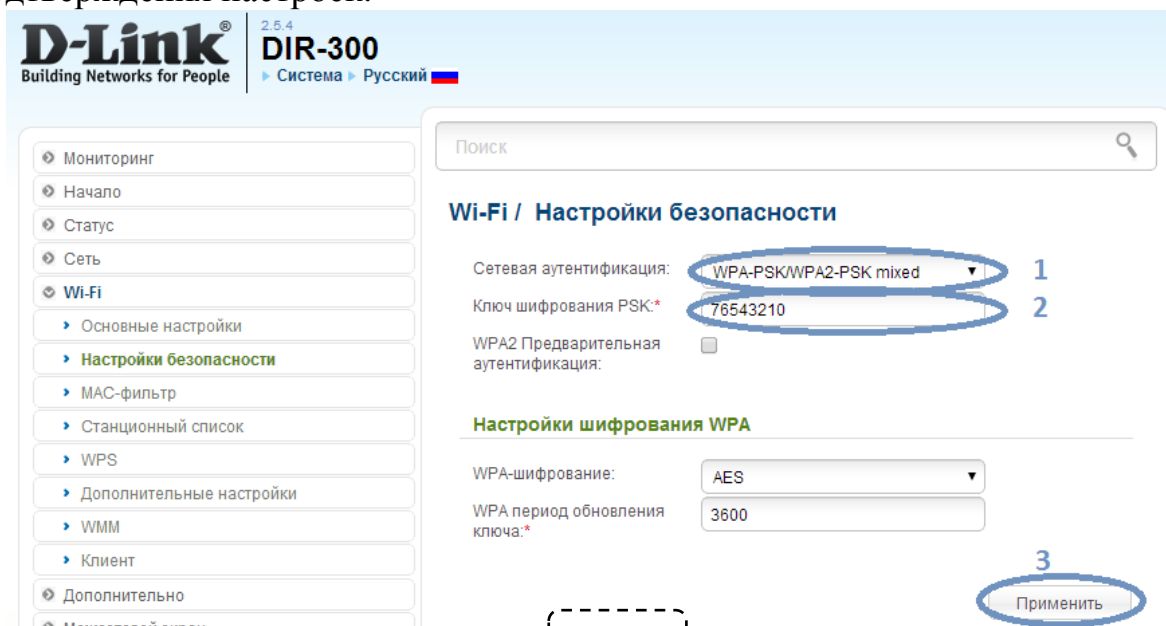 дтверждения настроек.
D-Link®
Building Networks for People
2.5.4
DIR-300
Система Русский
Мониторинг
Начало
Статус
Сеть
Wi-Fi
Основные настройки
Настройки безопасности
MAC-фильтр
Станционный список
WPS
Дополнительные настройки
WMM
Клиент
Дополнительно
Поиск
Wi-Fi / Настройки безопасности
Сетевая аутентификация: WPA-PSK/WPA2-PSK mixed 1
Ключ шифрования PSK:* 76543210 2
WPA2 Предварительная
аутентификация:
Настройки шифрования WPA
WPA-шифрование: AES
WPA период обновления
ключа:* 3600
3
Применить